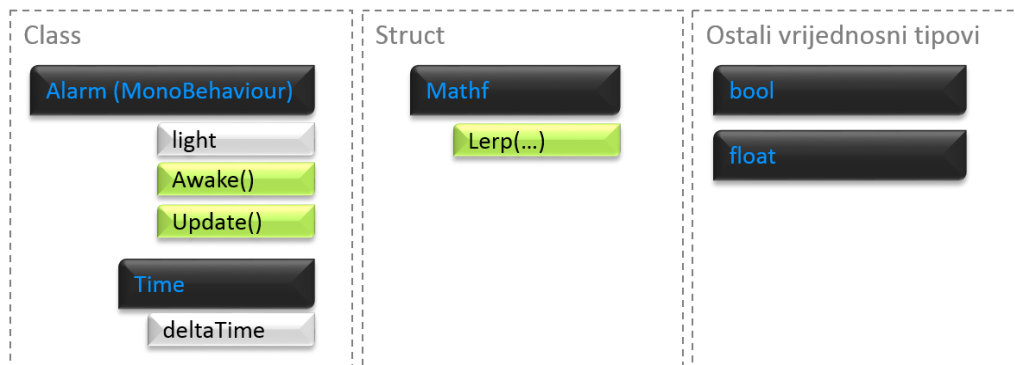 Class
Alarm (MonoBehaviour)
light
Awake()
Update()
Time
deltaTime
Struct
Mathf
Lerp(…)
Ostali vrijednosni tipovi
bool
float